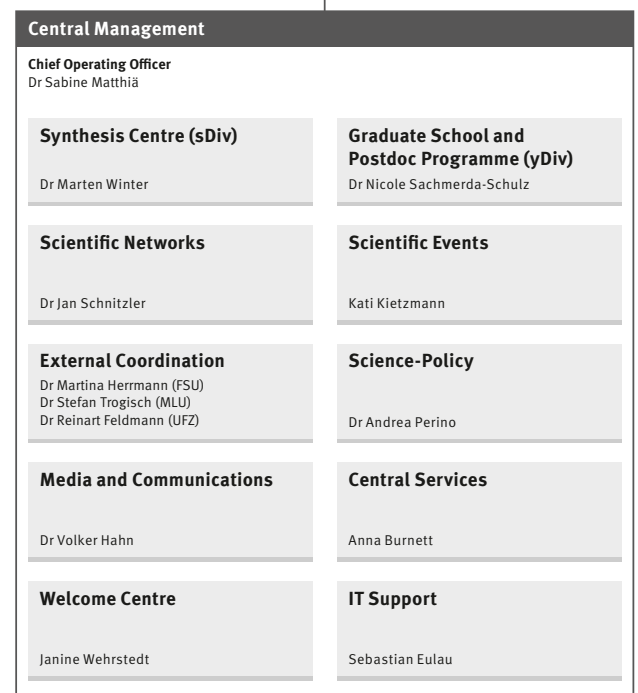 Central Management
Chief Operating Officer
Dr Sabine Matthiä
Synthesis Centre (sDiv)
Dr Marten Winter
Graduate School and
Postdoc Programme (yDiv)
Dr Nicole Sachmerda-Schulz
Scientific Networks
Dr Jan Schnitzler
Scientific Events
Kati Kietzmann
External Coordination
Dr Martina Herrmann (FSU)
Dr Stefan Trogisch (MLU)
Dr Reinart Feldmann (UFZ)
Science-Policy
Dr Andrea Perino
Media and Communications
Dr Volker Hahn
Central Services
Anna Burnett
Welcome Centre
Janine Wehrstedt
IT Support
Sebastian Eulau